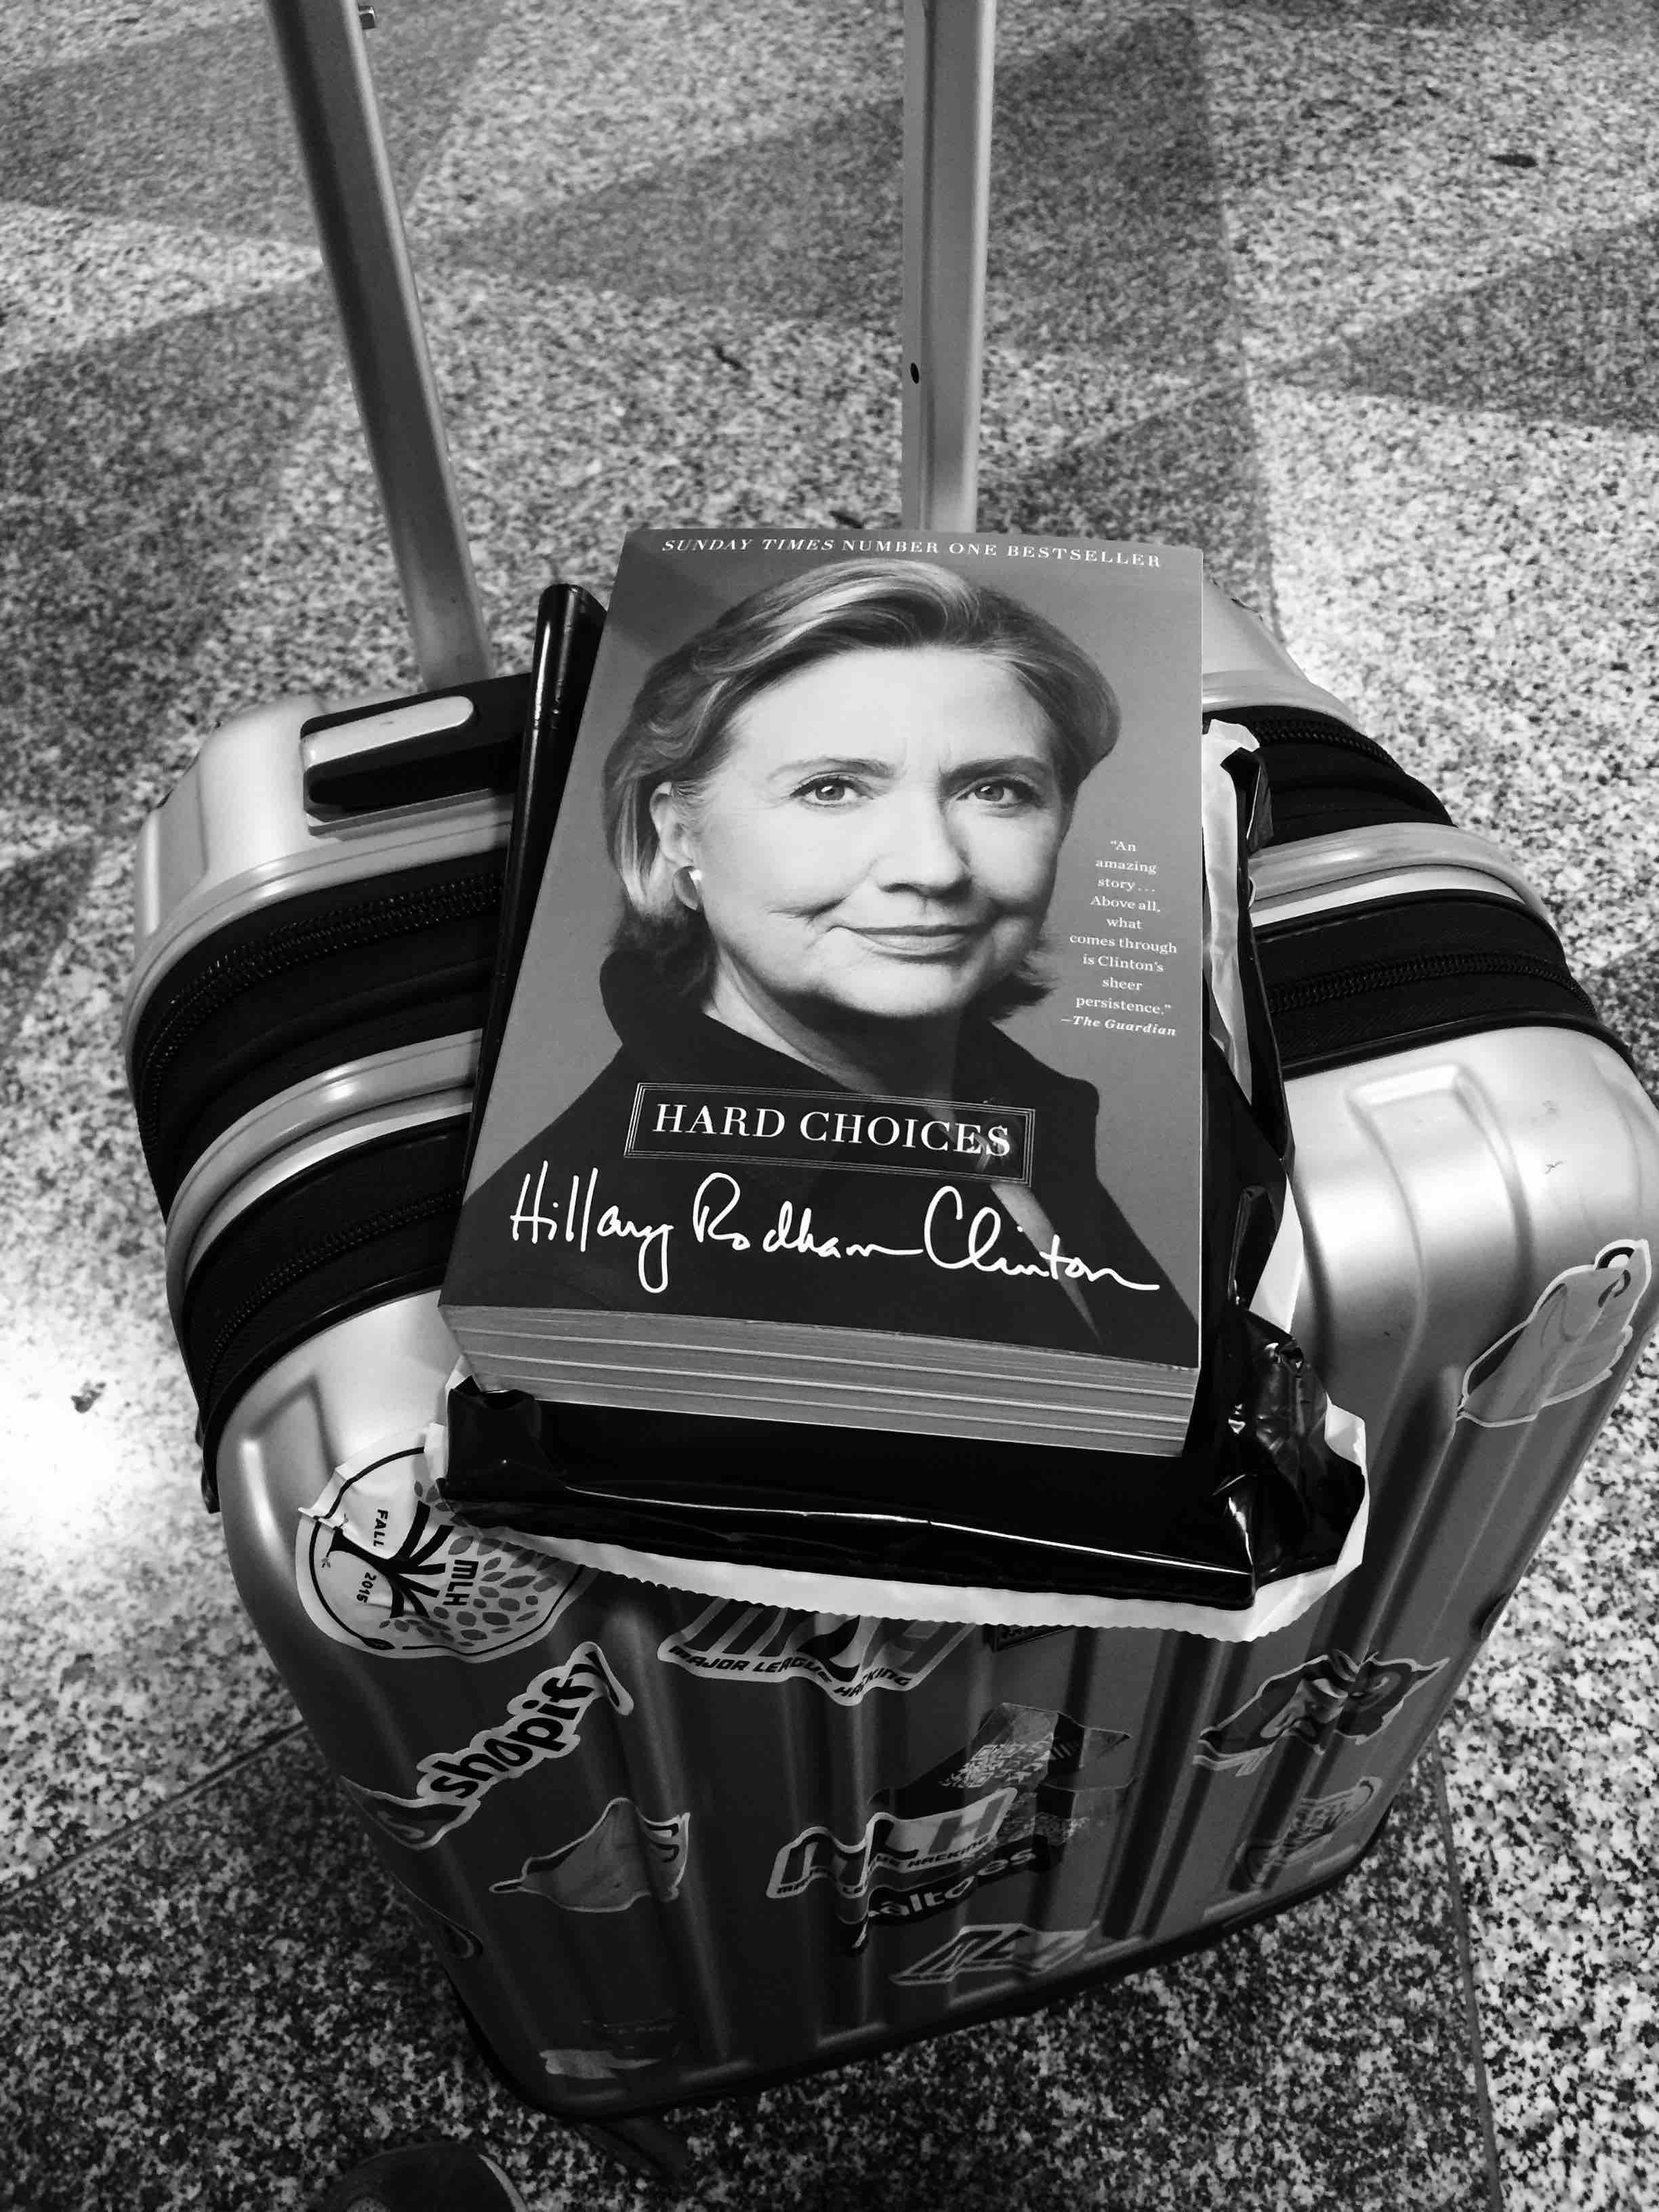 SUNDAY TIMES NUMBER ONE BESTSELLER
“An
amazing
story...
Above all,
what
comes through
is Clinton’s
sheer
persistence.”
—The Guardian
HARD CHOICES
Hillary Rodham Clinton
FALL
2015
MLH
MAJOR LEAGUE HACKING
shopify
MLH
HACKING